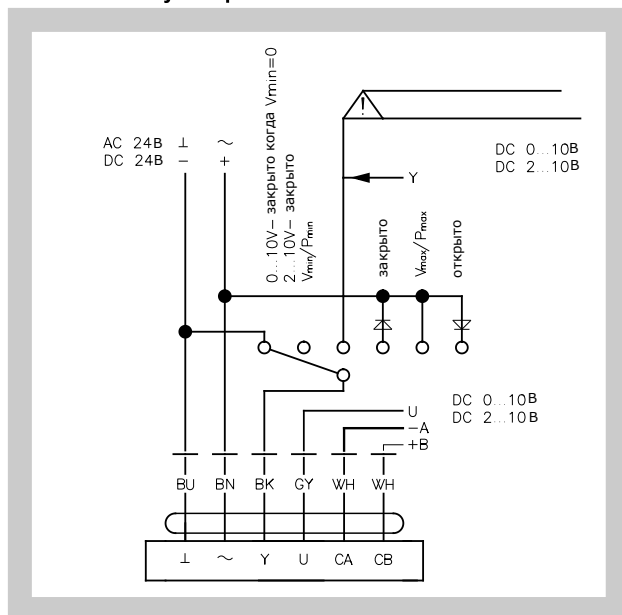 AC 24В ⊥ ~
DC 24В − +
0...10V− закрыто когда Vmin=0
2...10V− закрыто
Vmin/Pmin
!
DC 0...10В
DC 2...10В
Y
закрыто
Vmax/Pmax
открыто
U
−A
+B
DC 0...10В
DC 2...10В
BU BN BK GY WH WH
⊥ ~ Y U CA CB